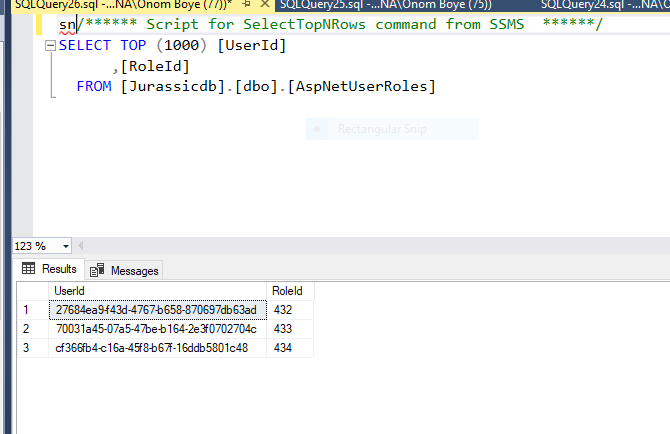 SQLQuery26.sql -...NA\Onom Boye (77))* SQLQuery25.sql -...NA\Onom Boye (75)) SQLQuery24.sql -...NA\Onom Boye (
sn/****** Script for SelectTopNRows command from SSMS ******/
SELECT TOP (1000) [UserId]
,[RoleId]
FROM [Jurassicdb].[dbo].[AspNetUserRoles]
Rectangular Snip
123 %
Results Messages
UserId RoleId
1 27684ea9-f43d-4767-b658-870697db63ad 432
2 70031a45-07a5-47be-b164-2e3f0702704c 433
3 cf366fb4-c16a-45f8-b67f-16ddb5801c48 434